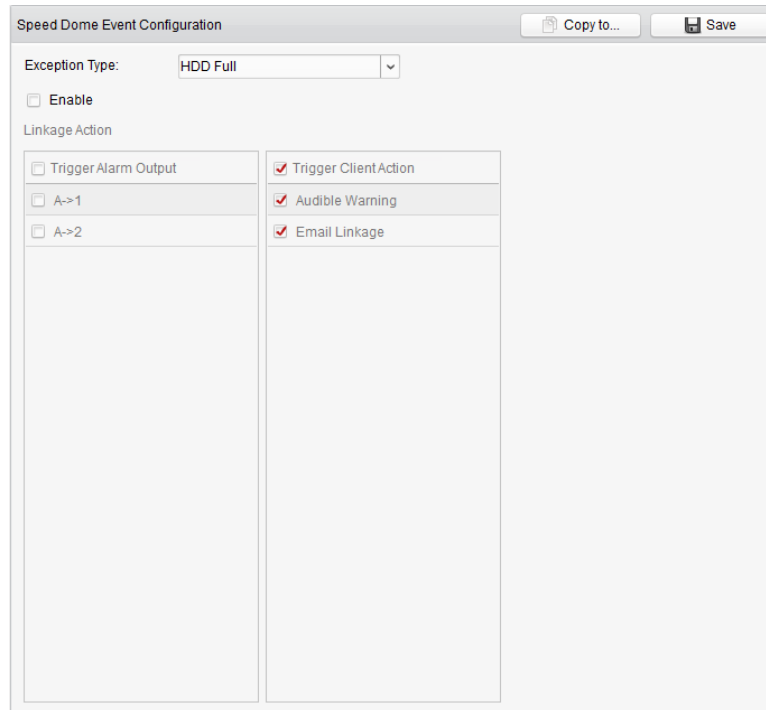 Speed Dome Event Configuration
Copy to...
Save
Exception Type:
HDD Full
Enable
Linkage Action
Trigger Alarm Output
Trigger Client Action
A->1
Audible Warning
A->2
Email Linkage